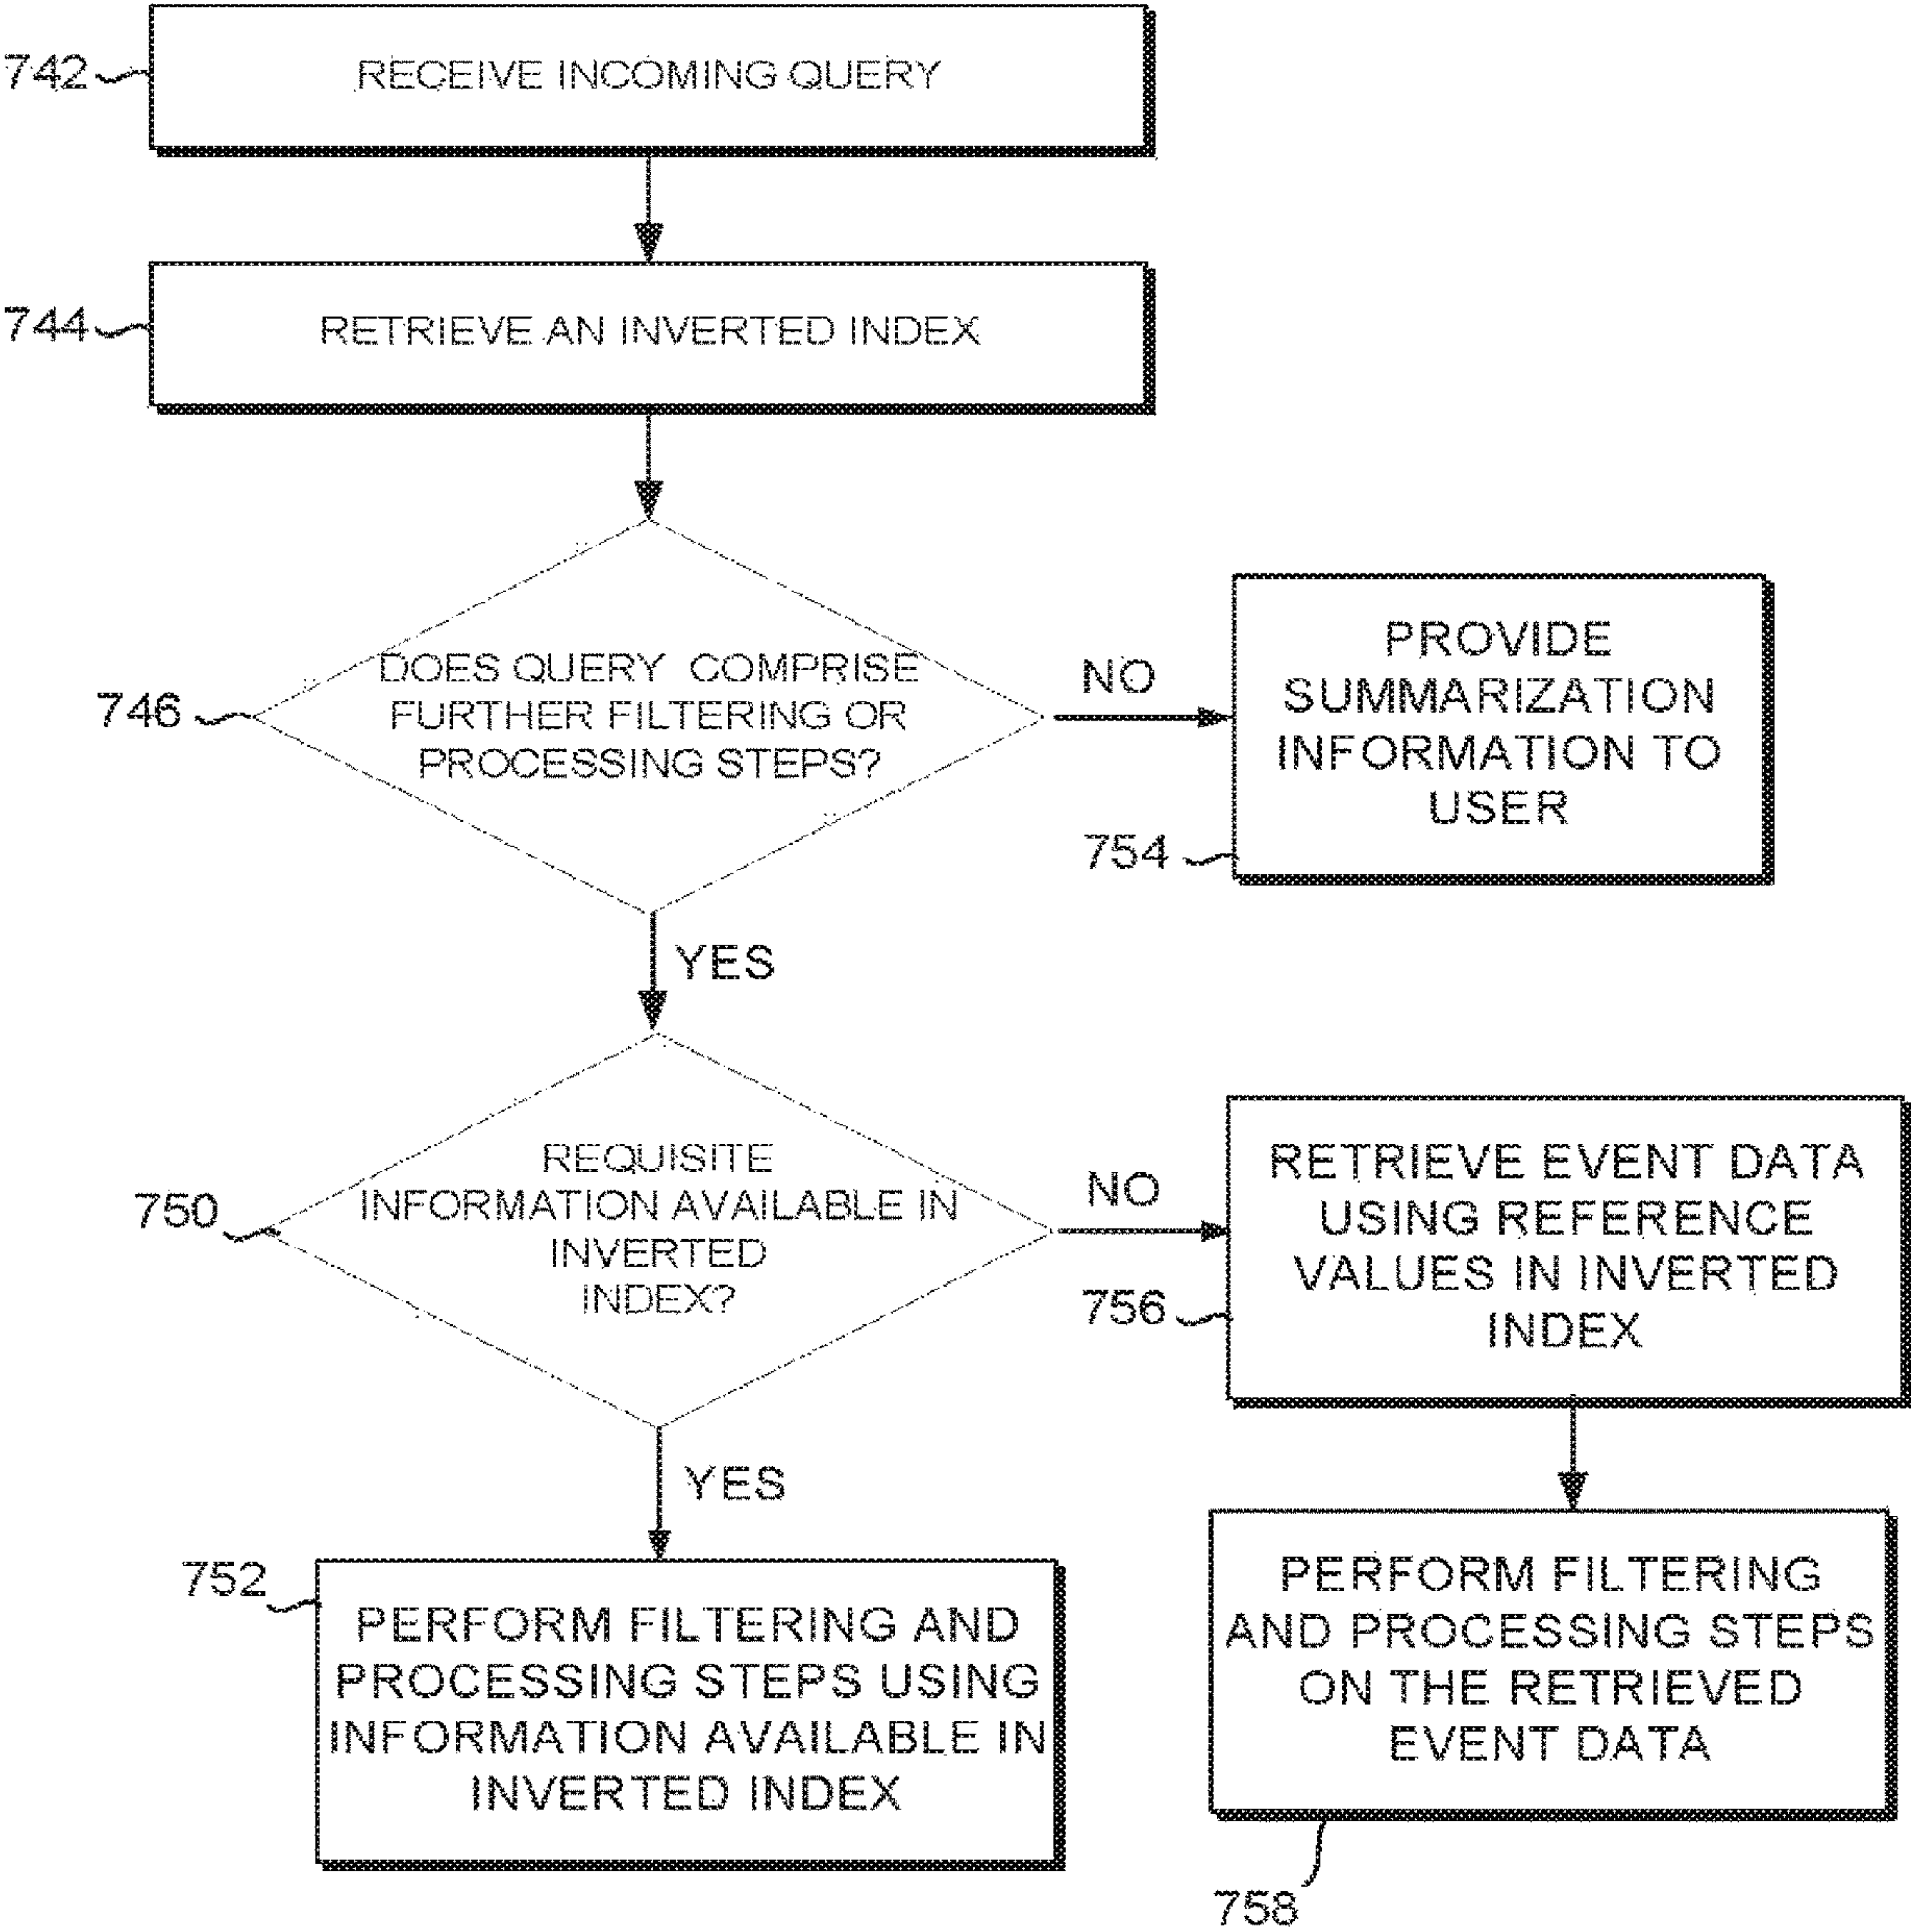 742
RECEIVE INCOMING QUERY
744
RETRIEVE AN INVERTED INDEX
746
DOES QUERY COMPRISE
FURTHER FILTERING OR
PROCESSING STEPS?
NO
PROVIDE
SUMMARIZATION
INFORMATION TO
USER
754
YES
750
REQUISITE
INFORMATION AVAILABLE IN
INVERTED
INDEX?
NO
RETRIEVE EVENT DATA
USING REFERENCE
VALUES IN INVERTED
INDEX
756
YES
752
PERFORM FILTERING AND
PROCESSING STEPS USING
INFORMATION AVAILABLE IN
INVERTED INDEX
PERFORM FILTERING
AND PROCESSING STEPS
ON THE RETRIEVED
EVENT DATA
758